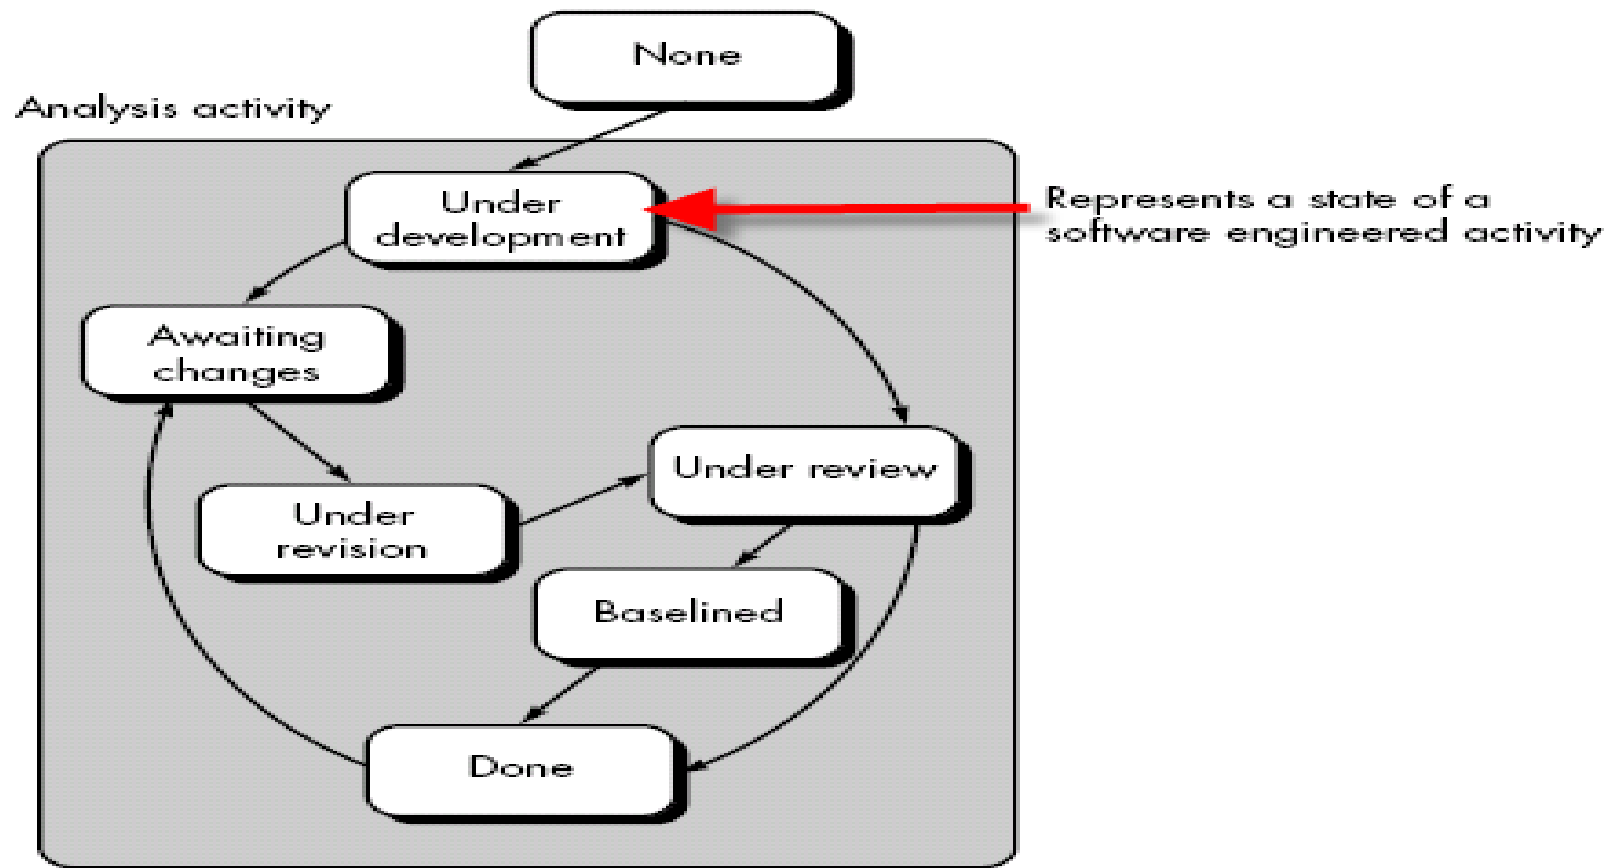 None
Analysis activity
Under
development
Represents a state of a
software engineered activity
Awaiting
changes
Under review
Under
revision
Baselined
Done